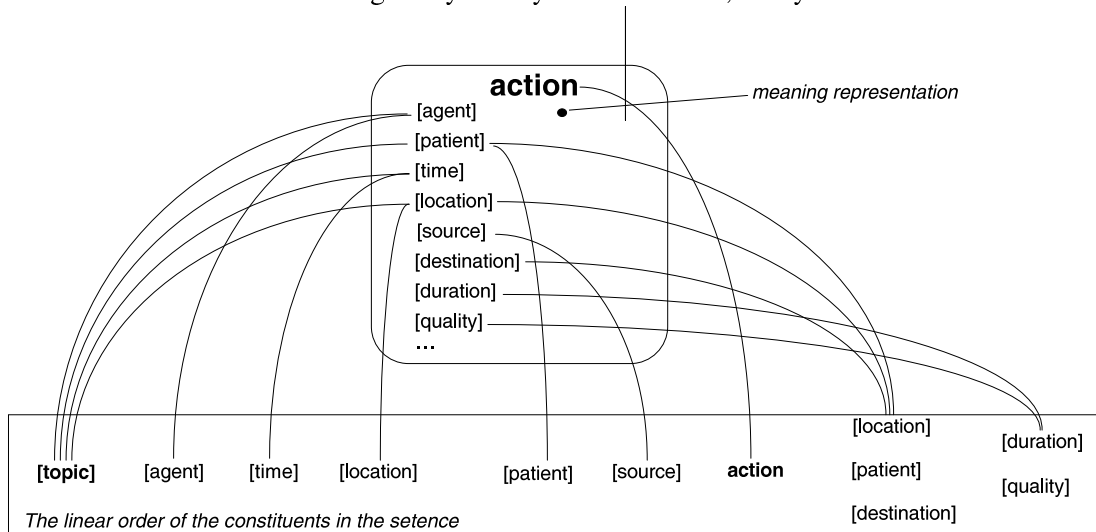 action
meaning representation
[agent]
[patient]
[time]
[location]
[source]
[destination]
[duration]
[quality]
...
[topic] [agent] [time] [location] [patient] [source] action
[location]
[patient]
[destination]
[duration]
[quality]
The linear order of the constituents in the setence